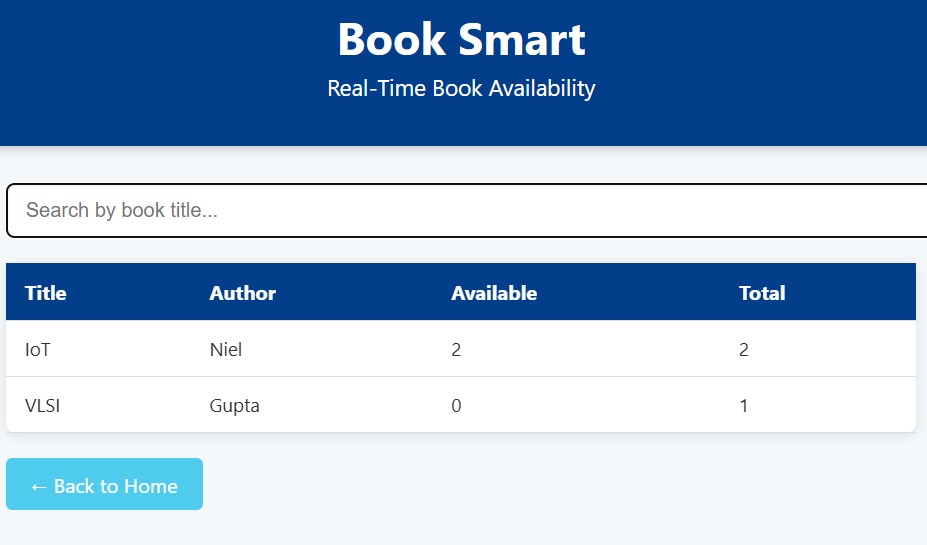 Book Smart
Real-Time Book Availability
Search by book title...
Title Author Available Total
IoT Niel 2 2
VLSI Gupta 0 1
← Back to Home